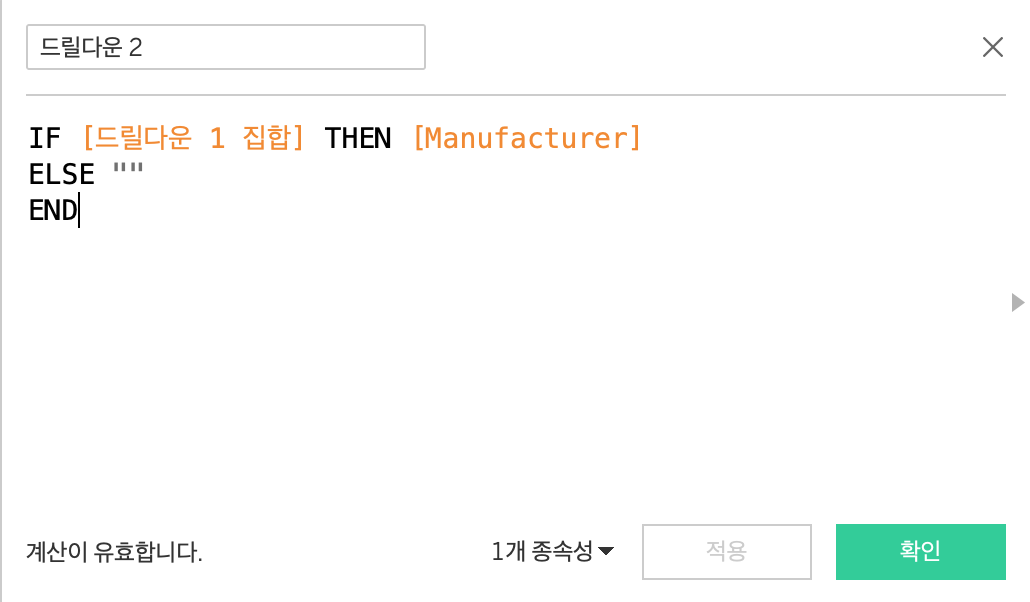 드릴다운 2
IF [드릴다운 1 집합] THEN [Manufacturer]
ELSE ""
END
계산이 유효합니다.
1개 종속성
적용
확인